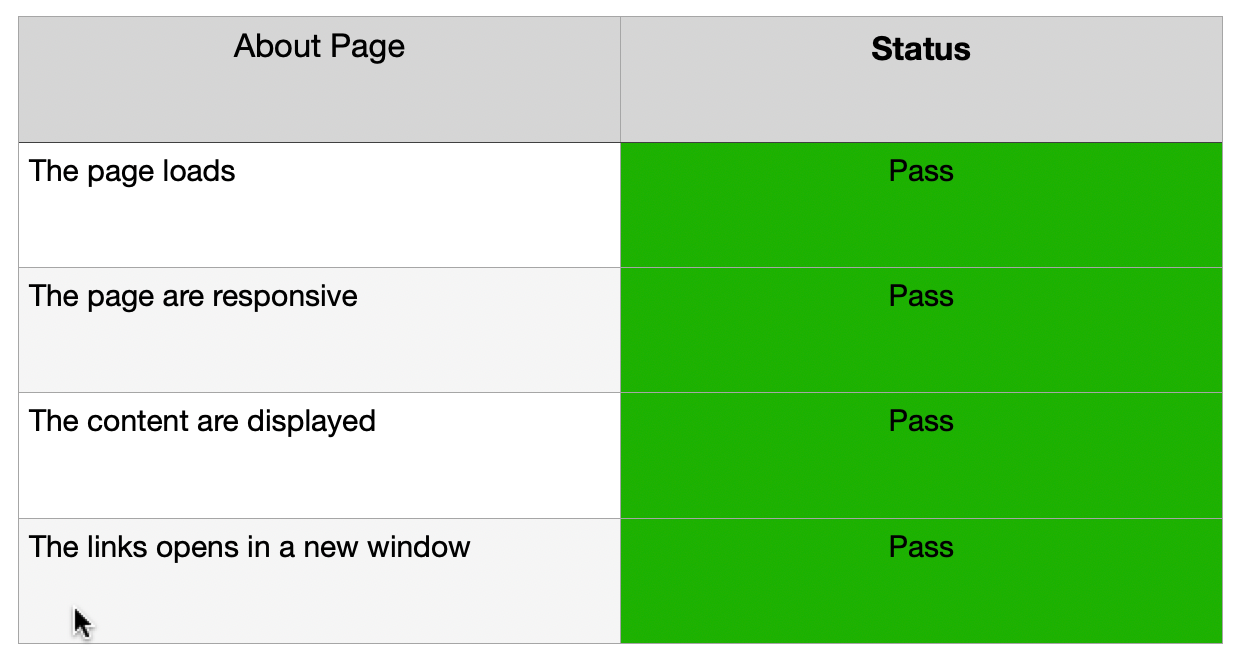 About Page
Status
The page loads
Pass
The page are responsive
Pass
The content are displayed
Pass
The links opens in a new window
Pass